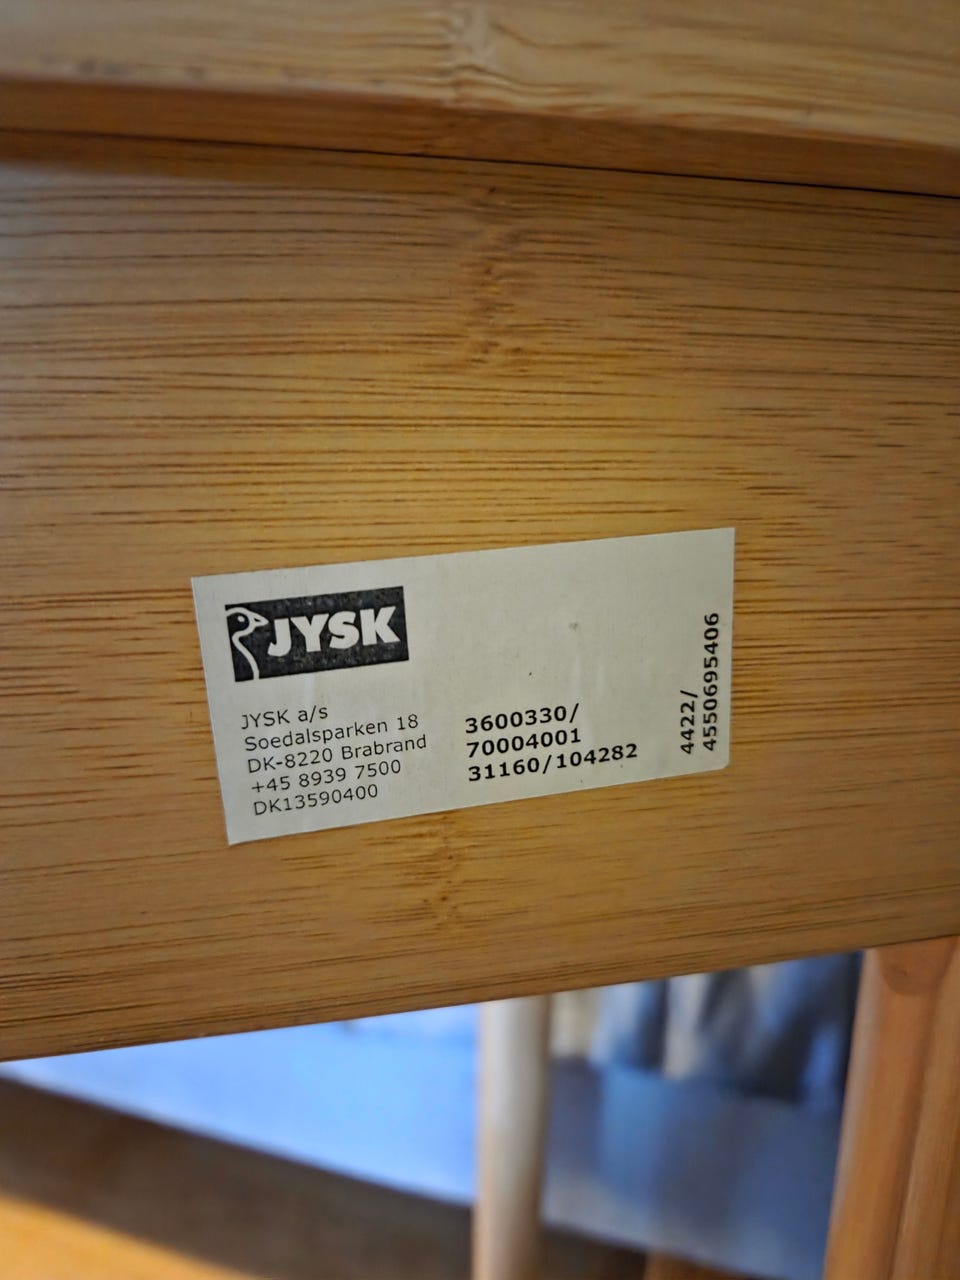 JYSK
JYSK a/s
Soedalsparken 18
DK-8220 Brabrand
+45 8939 7500
DK13590400
3600330/
70004001
31160/104282
4422/
4550695406